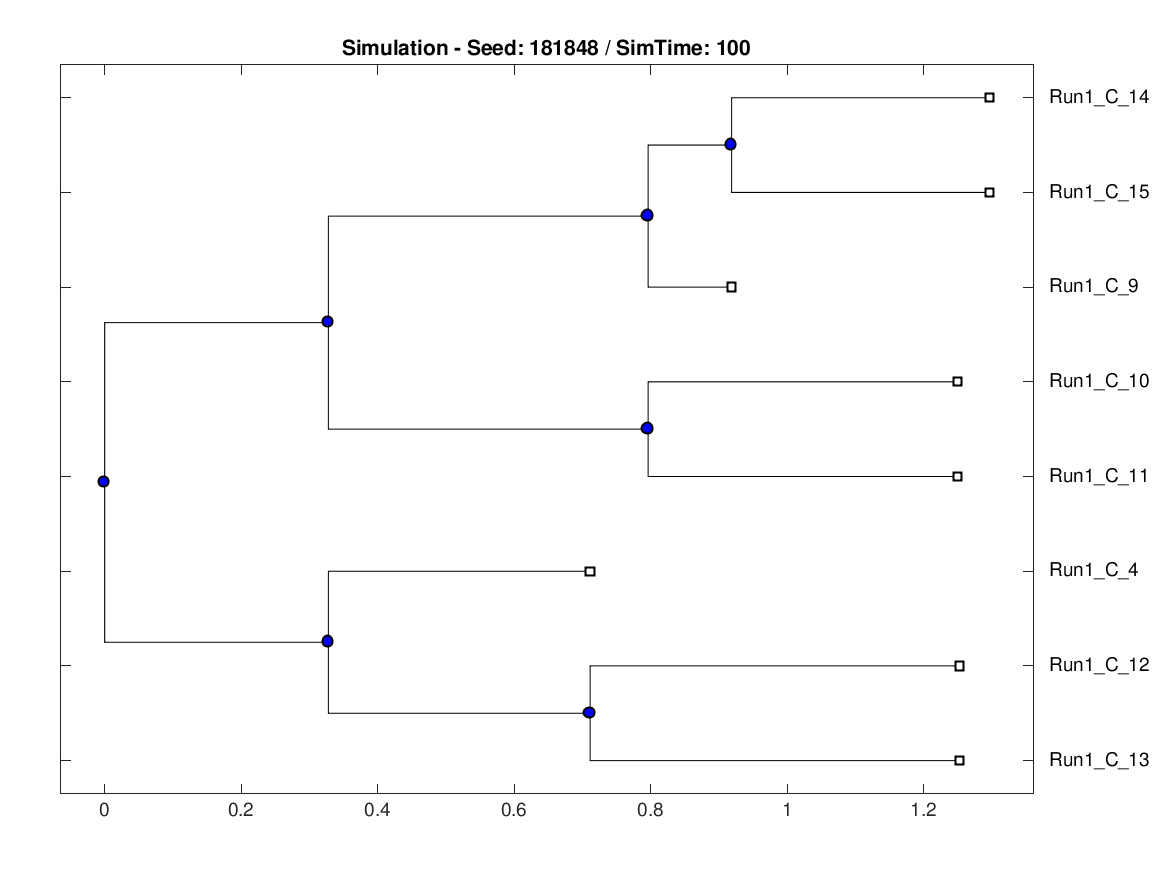 Simulation - Seed: 181848 / SimTime: 100
Run1_C_14
Run1_C_15
Run1_C_9
Run1_C_10
Run1_C_11
Run1_C_4
Run1_C_12
Run1_C_13
0 0.2 0.4 0.6 0.8 1 1.2